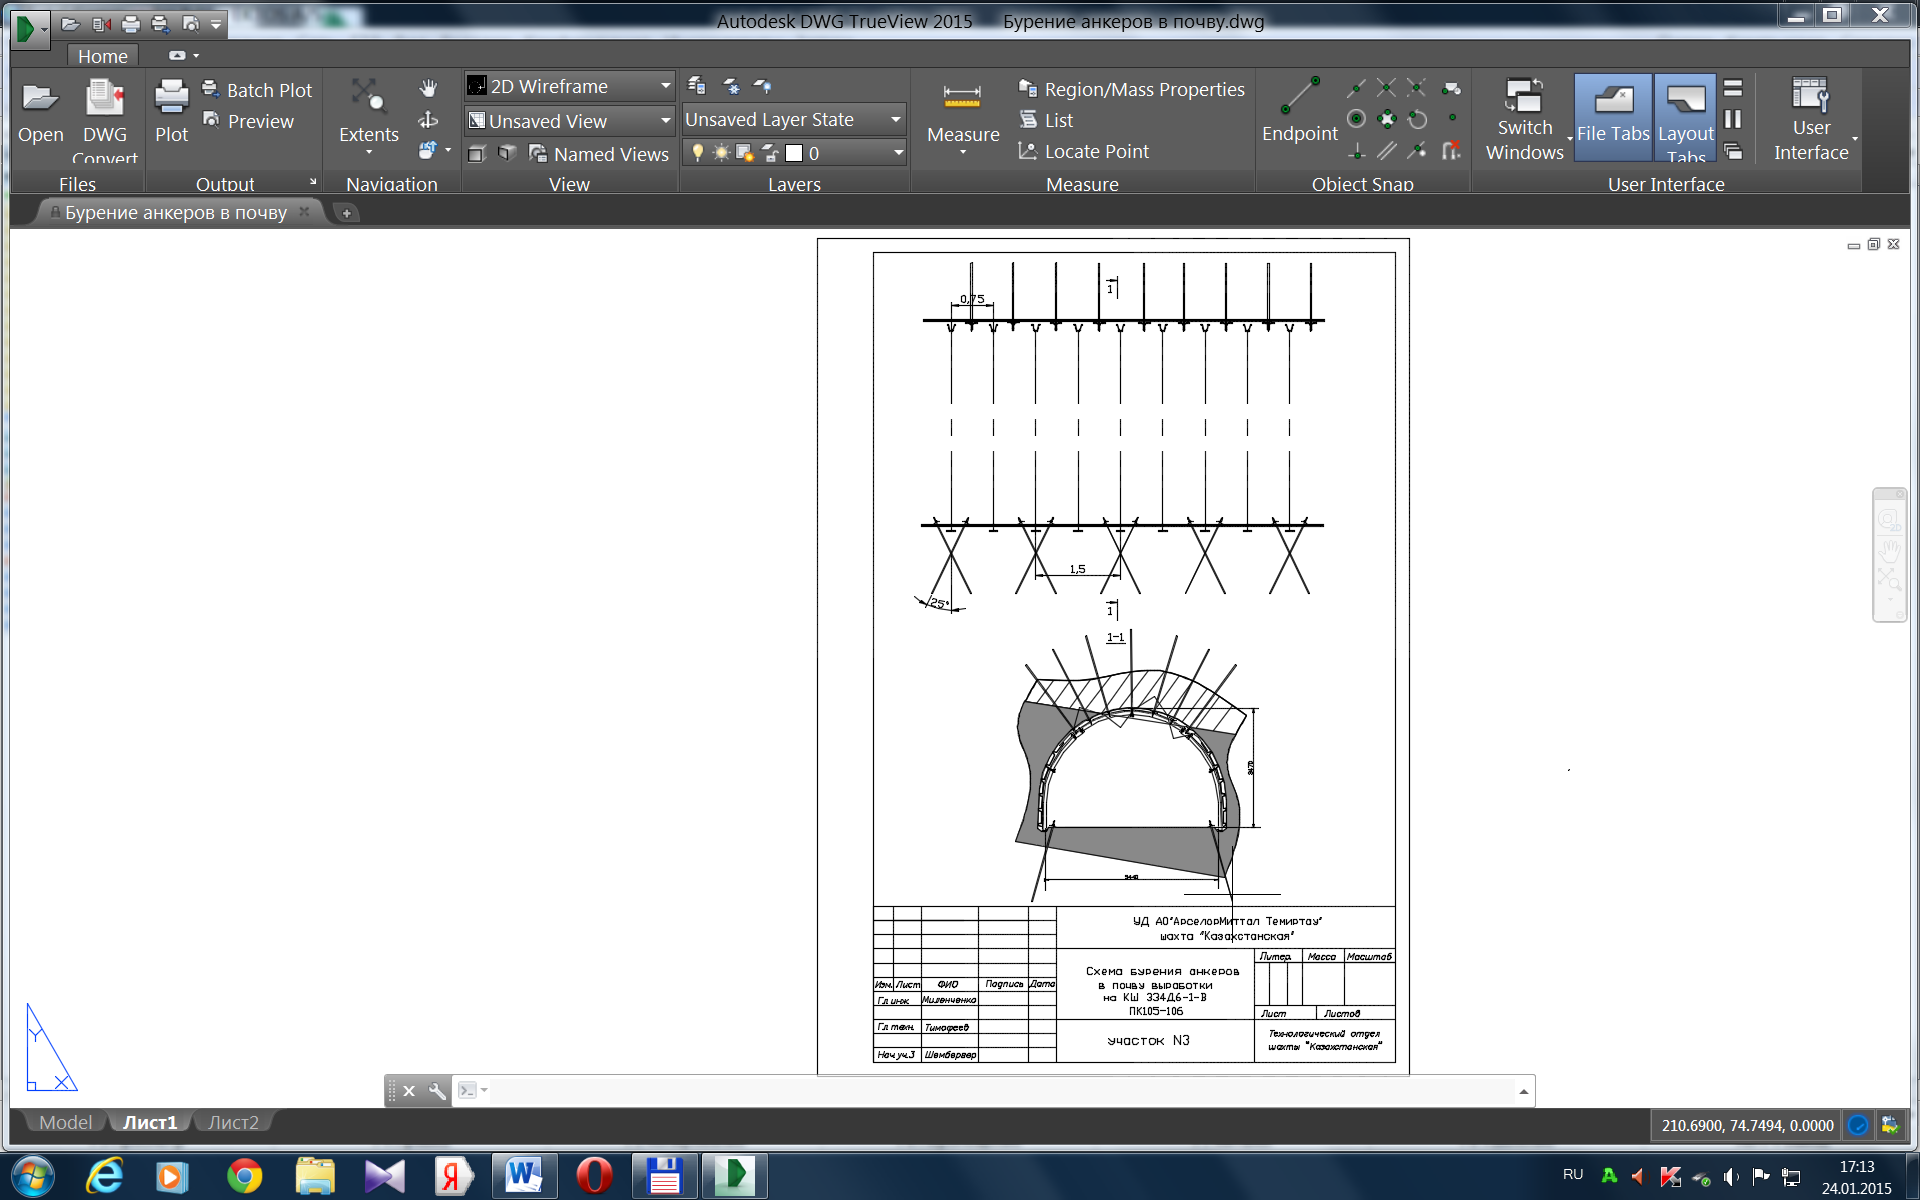 Autodesk DWG TrueView 2015 Бурение анкеров в почву.dwg
Home
Open
DWG Convert
Files
Plot
Batch Plot
Preview
Output
Extents
Navigation
2D Wireframe
Unsaved View
Named Views
View
Unsaved Layer State
0
Layers
Measure
Region/Mass Properties
List
Locate Point
Measure
Endpoint
Object Snap
Switch Windows
File Tabs
Layout Tabs
User Interface
User Interface
Бурение анкеров в почву
1
0,75
1,5
25°
1
1-1
УД АО"АрселорМиттал Темиртау"
шахта "Казахстанская"
Схема бурения анкеров
в почву выработки
на КШ 334Д6-1-В
ПК105-106
участок N3
Литер. Масса Масштаб
Лист Листов
Технологический отдел
шахты "Казахстанская"
Изм. Лист ФИО Подпись Дата
Гл инж. Миленченко
Гл техн. Тимофеев
Нач уч.3 Шембергер
Y
X
Model Лист1 Лист2
210.6900, 74.7494, 0.0000
RU
17:13
24.01.2015